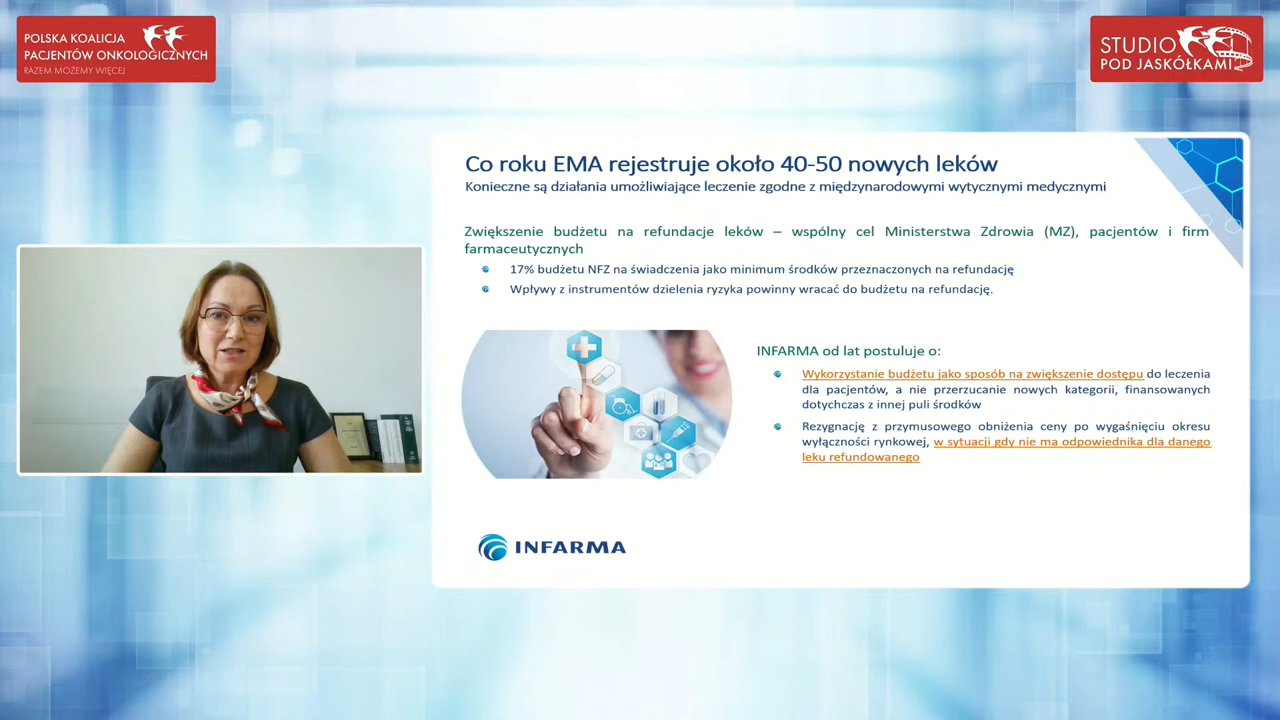 POLSKA KOALICJA
PACJENTÓW ONKOLOGICZNYCH
RAZEM MOŻEMY WIĘCEJ
STUDIO
POD JASKÓŁKAMI
Co roku EMA rejestruje około 40-50 nowych leków
Konieczne są działania umożliwiające leczenie zgodne z międzynarodowymi wytycznymi medycznymi
Zwiększenie budżetu na refundacje leków – wspólny cel Ministerstwa Zdrowia (MZ), pacjentów i firm
farmaceutycznych
17% budżetu NFZ na świadczenia jako minimum środków przeznaczonych na refundację
Wpływy z instrumentów dzielenia ryzyka powinny wracać do budżetu na refundację.
INFARMA od lat postuluje o:
Wykorzystanie budżetu jako sposób na zwiększenie dostępu do leczenia
dla pacjentów, a nie przerzucanie nowych kategorii, finansowanych
dotychczas z innej puli środków
Rezygnację z przymusowego obniżenia ceny po wygaśnięciu okresu
wyłączności rynkowej, w sytuacji gdy nie ma odpowiednika dla danego
leku refundowanego
INFARMA